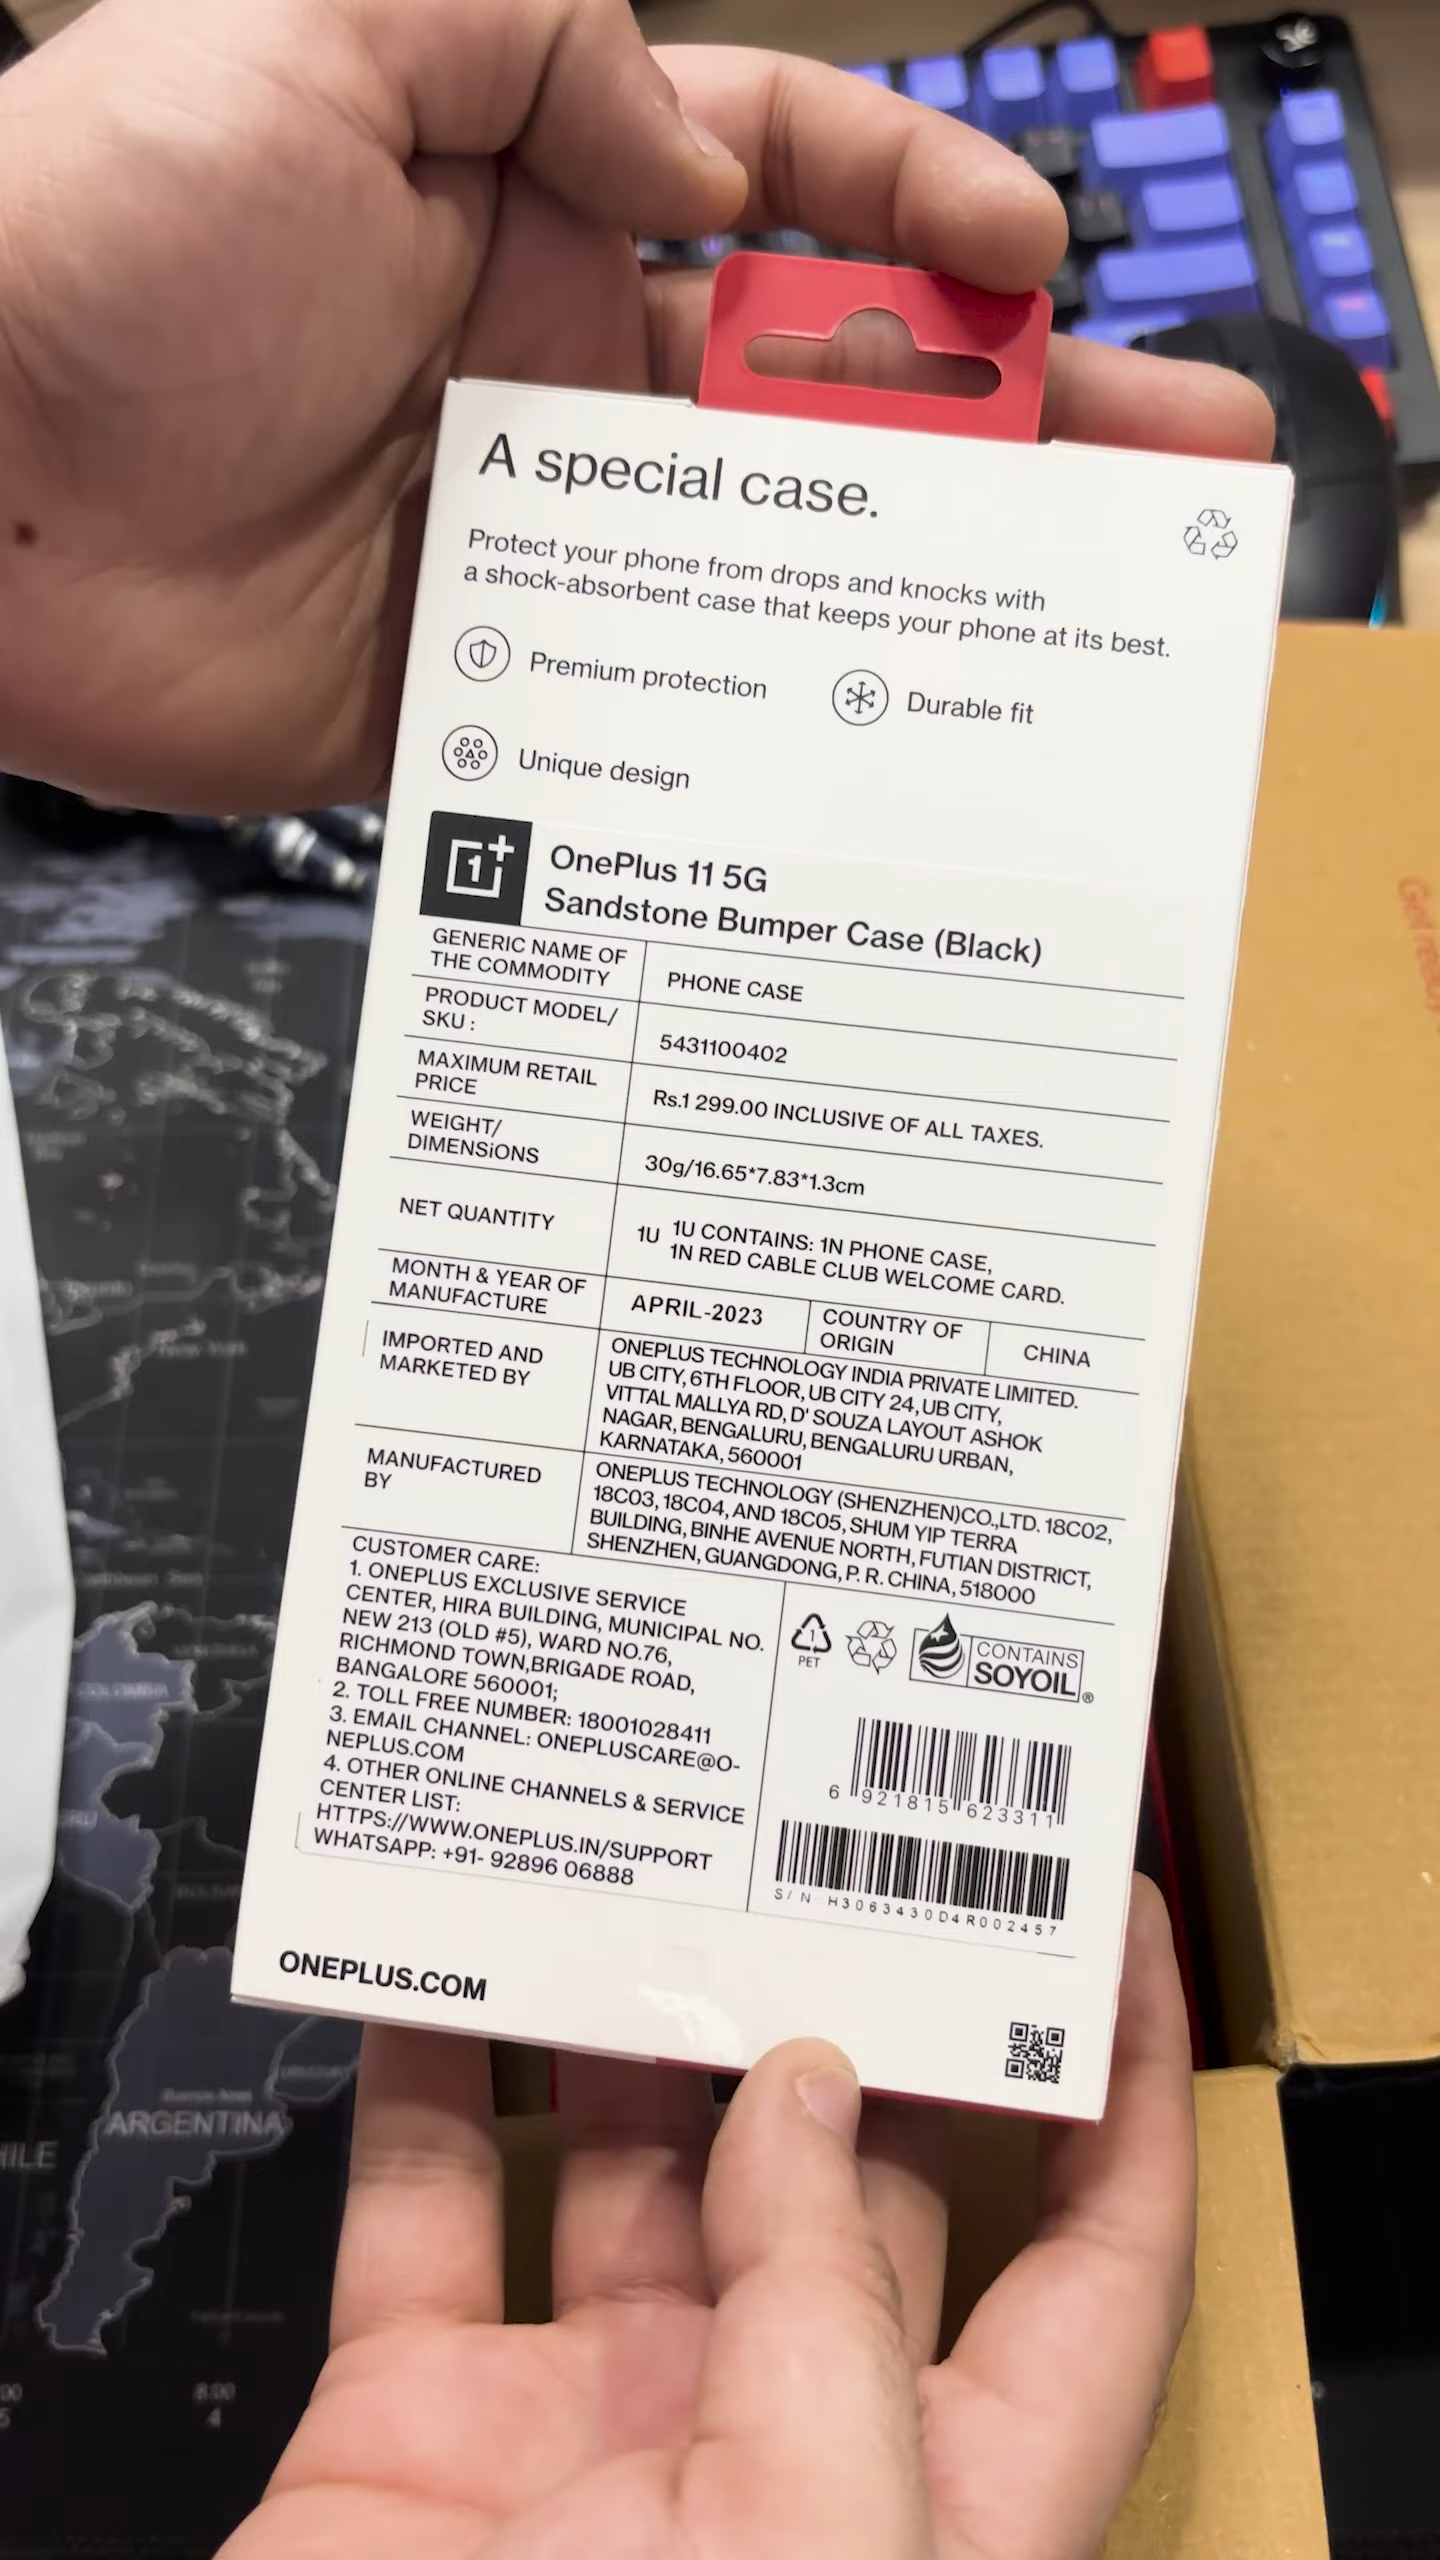 A special case.
Protect your phone from drops and knocks with
a shock-absorbent case that keeps your phone at its best.
Premium protection
Durable fit
Unique design
1+
OnePlus 11 5G
Sandstone Bumper Case (Black)
GENERIC NAME OF
THE COMMODITY
PHONE CASE
PRODUCT MODEL/
SKU :
5431100402
MAXIMUM RETAIL
PRICE
Rs.1 299.00 INCLUSIVE OF ALL TAXES.
WEIGHT/
DIMENSiONS
30g/16.65*7.83*1.3cm
NET QUANTITY
1U
1U CONTAINS: 1N PHONE CASE,
1N RED CABLE CLUB WELCOME CARD.
MONTH & YEAR OF
MANUFACTURE
APRIL-2023
COUNTRY OF
ORIGIN
CHINA
IMPORTED AND
MARKETED BY
ONEPLUS TECHNOLOGY INDIA PRIVATE LIMITED.
UB CITY, 6TH FLOOR, UB CITY 24, UB CITY,
VITTAL MALLYA RD, D' SOUZA LAYOUT ASHOK
NAGAR, BENGALURU, BENGALURU URBAN,
KARNATAKA, 560001
MANUFACTURED
BY
ONEPLUS TECHNOLOGY (SHENZHEN)CO.,LTD. 18C02,
18C03, 18C04, AND 18C05, SHUM YIP TERRA
BUILDING, BINHE AVENUE NORTH, FUTIAN DISTRICT,
SHENZHEN, GUANGDONG, P. R. CHINA, 518000
CUSTOMER CARE:
1. ONEPLUS EXCLUSIVE SERVICE
CENTER, HIRA BUILDING, MUNICIPAL NO.
NEW 213 (OLD #5), WARD NO.76,
RICHMOND TOWN,BRIGADE ROAD,
BANGALORE 560001;
2. TOLL FREE NUMBER: 18001028411
3. EMAIL CHANNEL: ONEPLUSCARE@O-
NEPLUS.COM
4. OTHER ONLINE CHANNELS & SERVICE
CENTER LIST:
HTTPS://WWW.ONEPLUS.IN/SUPPORT
WHATSAPP: +91- 92896 06888
1
PET
CONTAINS
SOYOIL®
6 921815 623311
S/N H3063430D4R002457
ONEPLUS.COM
Get ready
ARGENTINA
8:00
4